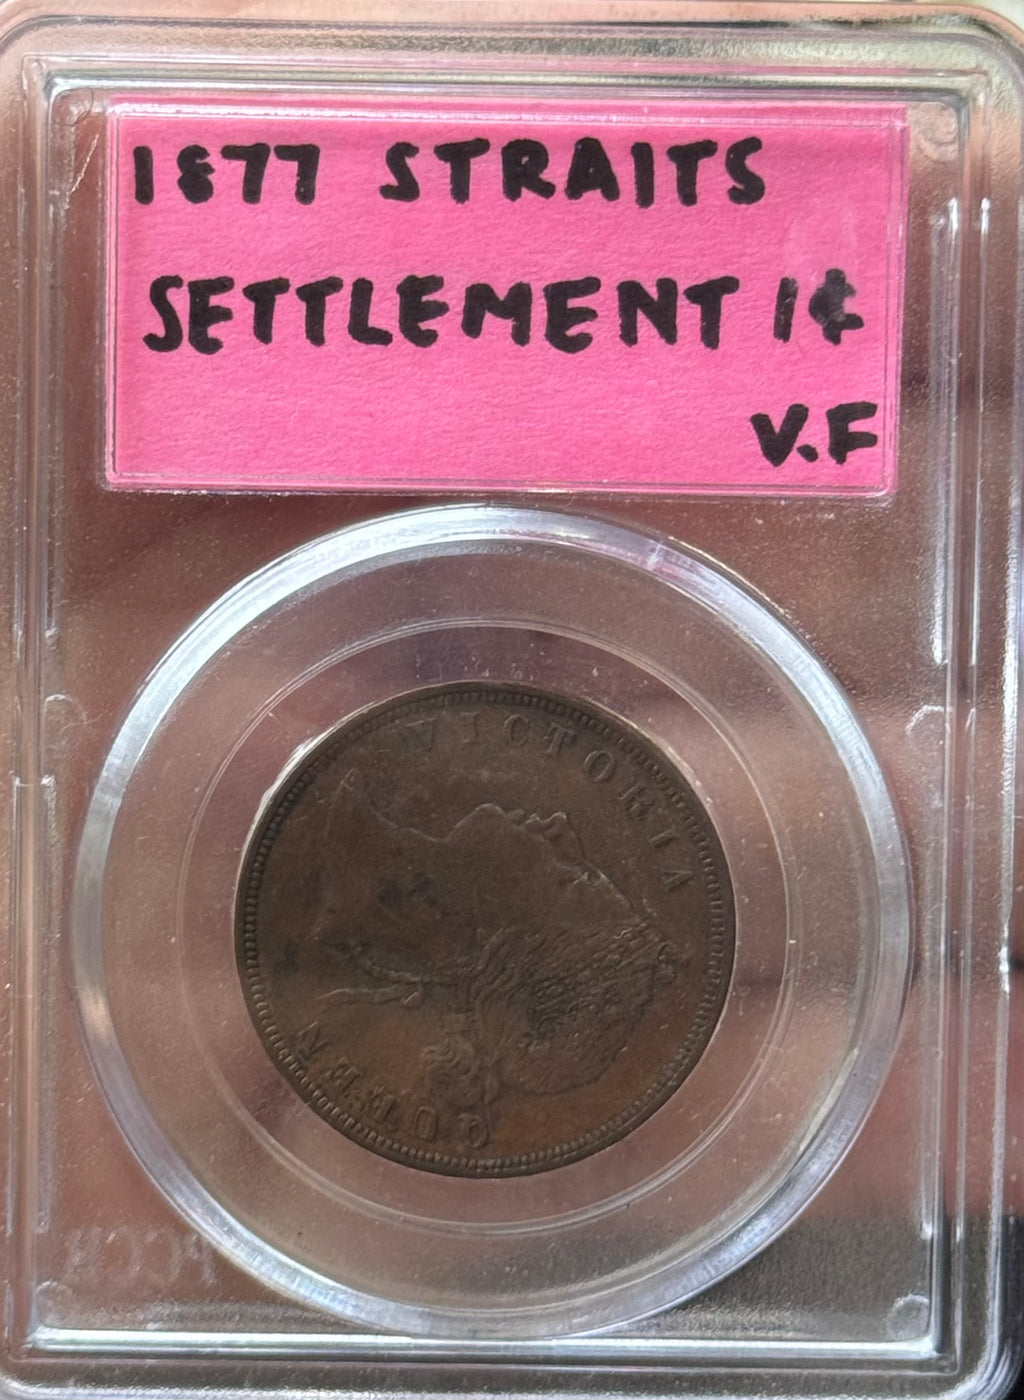 1877 STRAITS
SETTLEMENT 1¢
V.F
VICTORIA
QUEEN